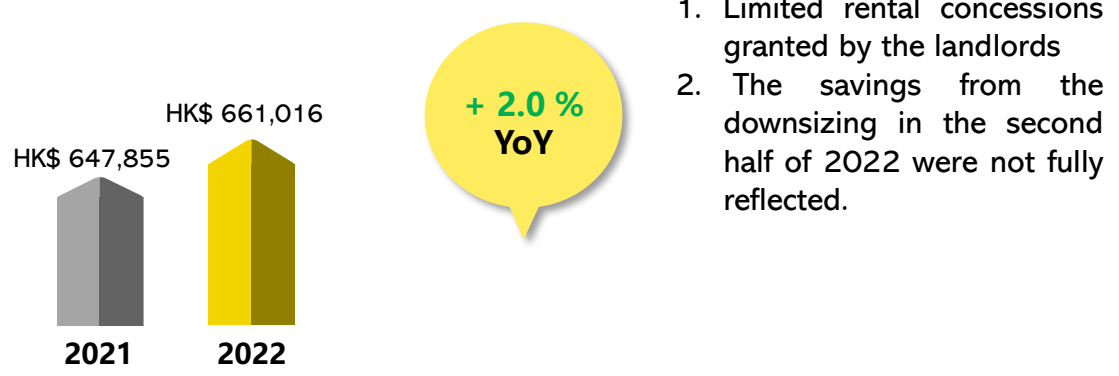 HK$ 661,016
HK$ 647,855
2021
2022
+ 2.0 %
YoY
1. Limited rental concessions
granted by the landlords
2. The savings from the
downsizing in the second
half of 2022 were not fully
reflected.